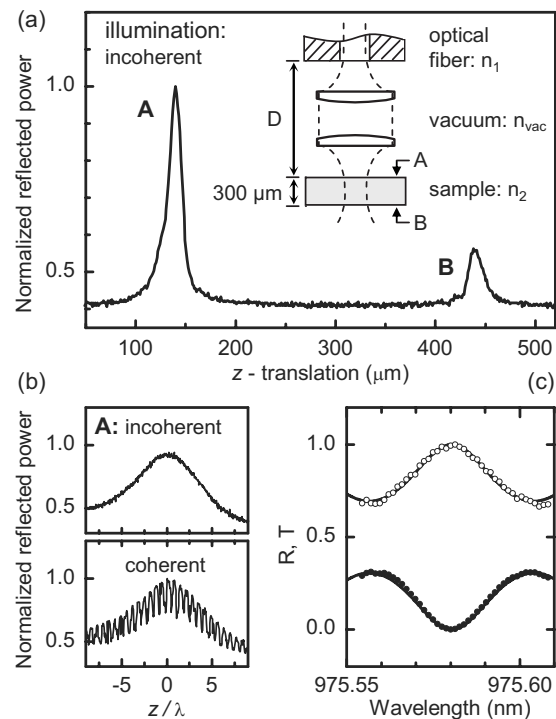 (a)
illumination:
incoherent
optical
fiber: n1
vacuum: nvac
sample: n2
D
300 μm
A
B
A
B
1.0
0.5
Normalized reflected power
100 200 300 400 500
z - translation (μm)
(b)
A: incoherent
1.0
0.5
coherent
1.0
0.5
Normalized reflected power
-5 0 5
z / λ
(c)
1.0
0.5
0.0
R, T
975.55 975.60
Wavelength (nm)